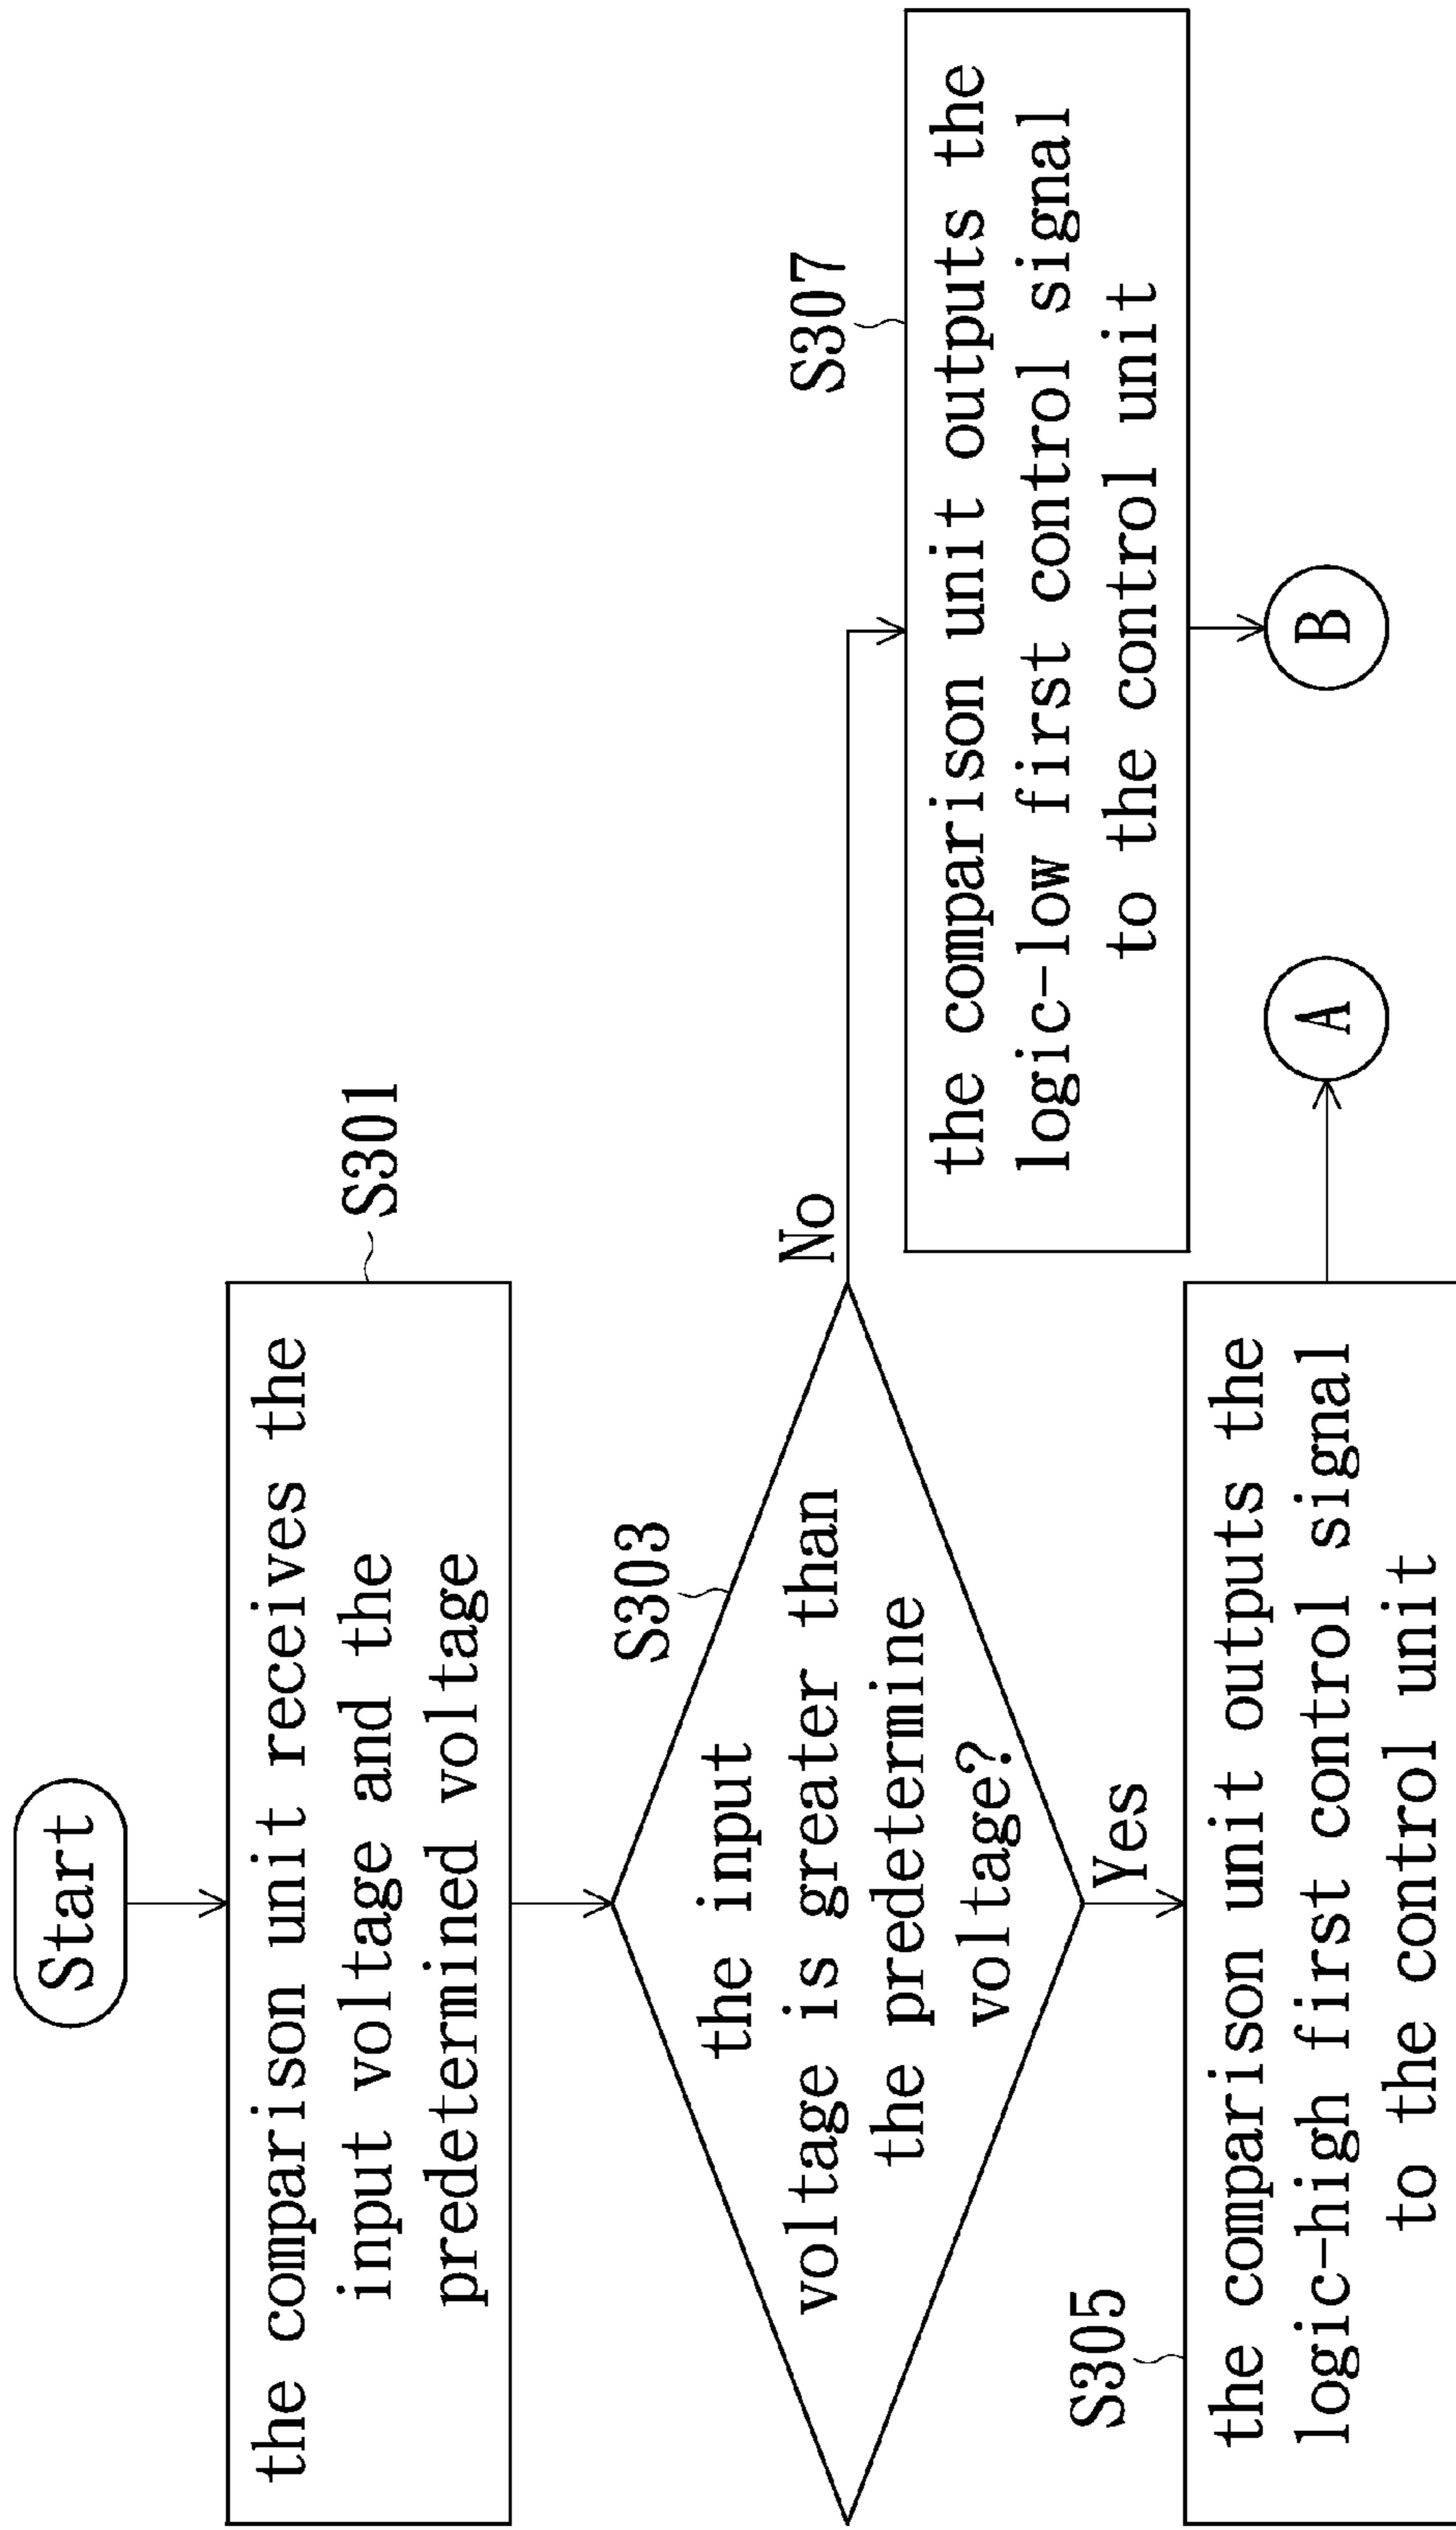 Start
the comparison unit receives the
input voltage and the
predetermined voltage
S301
the input
voltage is greater than
the predetermine
voltage?
S303
No
Yes
the comparison unit outputs the
logic-high first control signal
to the control unit
S305
A
the comparison unit outputs the
logic-low first control signal
to the control unit
S307
B